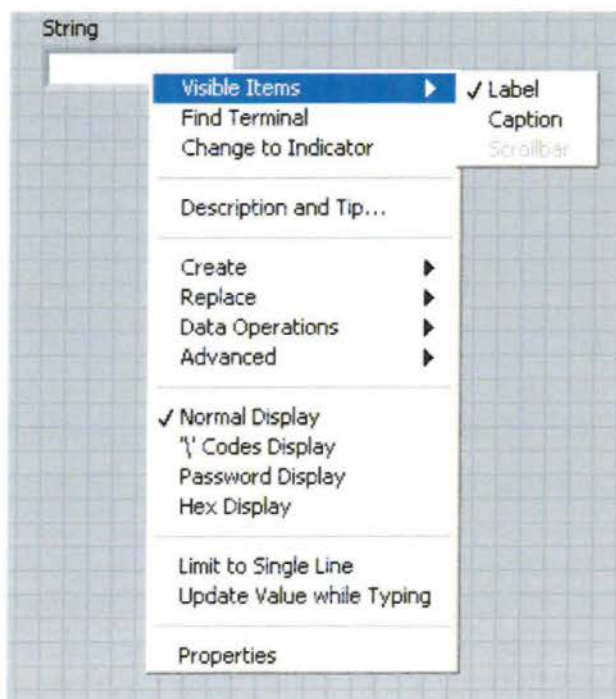 String
Visible Items
✓ Label
Find Terminal
Caption
Change to Indicator
Scrollbar
Description and Tip...
Create
Replace
Data Operations
Advanced
✓ Normal Display
'\' Codes Display
Password Display
Hex Display
Limit to Single Line
Update Value while Typing
Properties